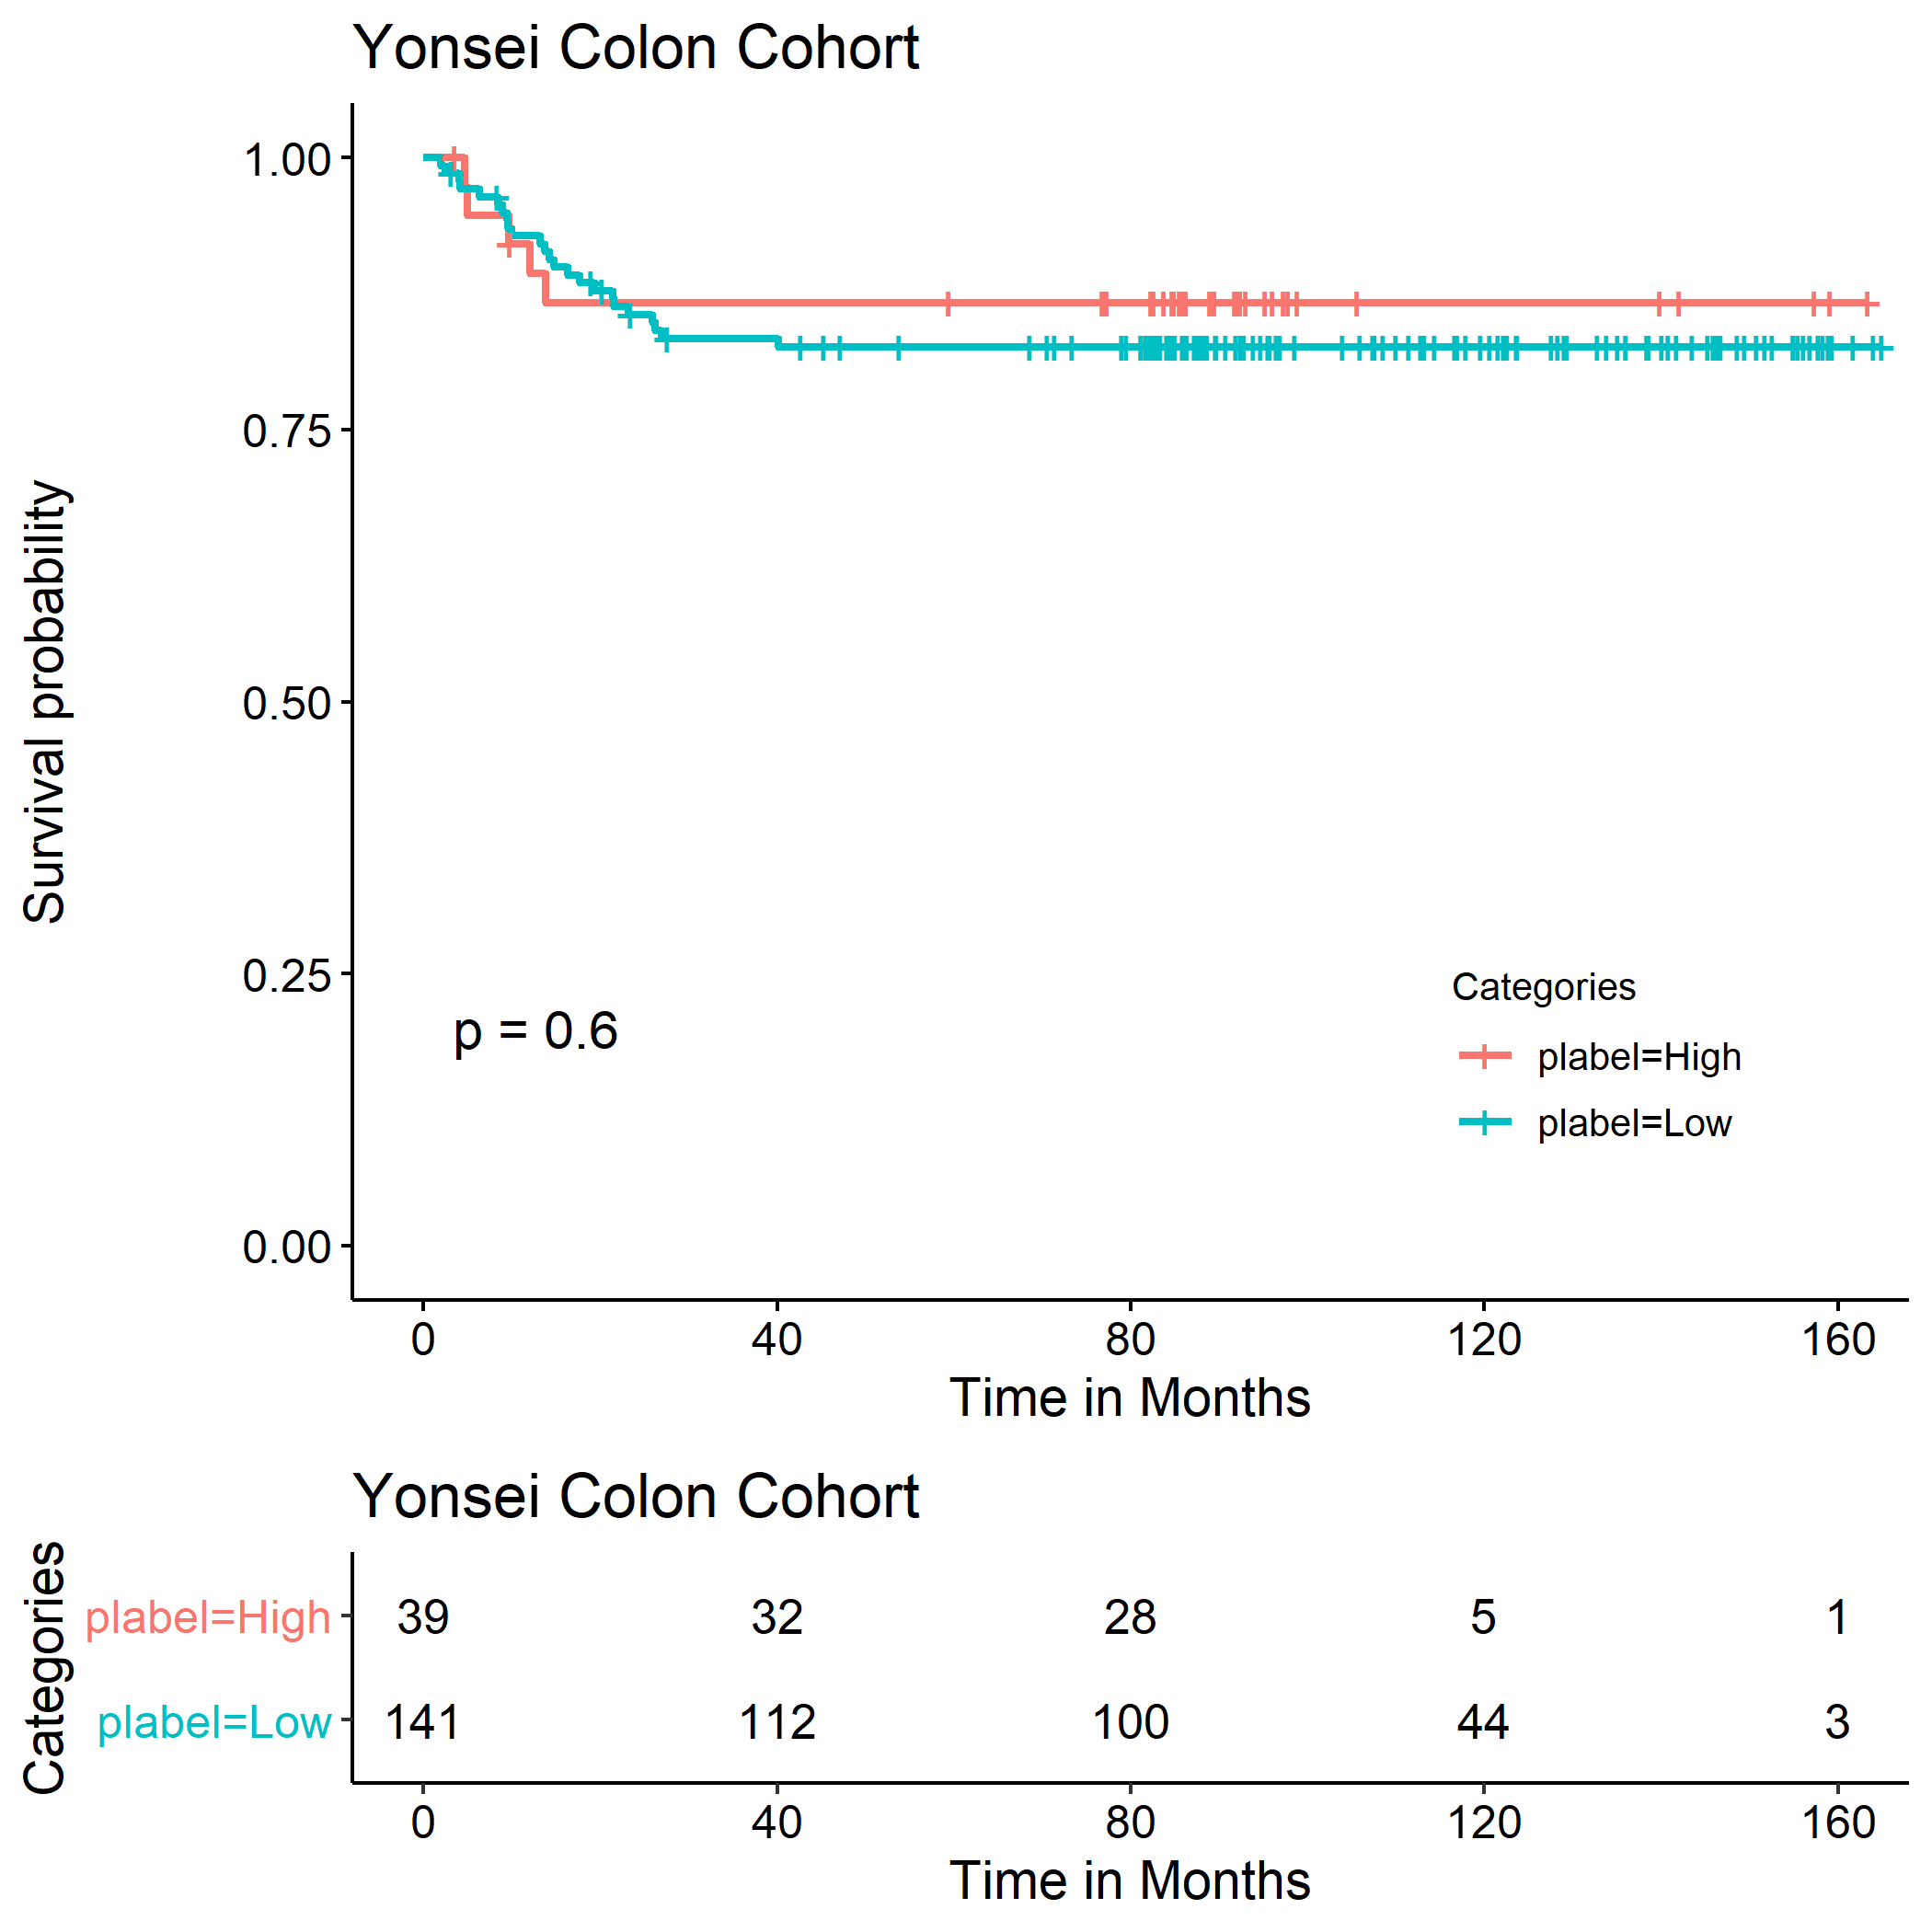 Yonsei Colon Cohort
1.00
0.75
0.50
0.25
0.00
Survival probability
p = 0.6
Categories
plabel=High
plabel=Low
0 40 80 120 160
Time in Months
Yonsei Colon Cohort
Categories
plabel=High 39 32 28 5 1
plabel=Low 141 112 100 44 3
0 40 80 120 160
Time in Months